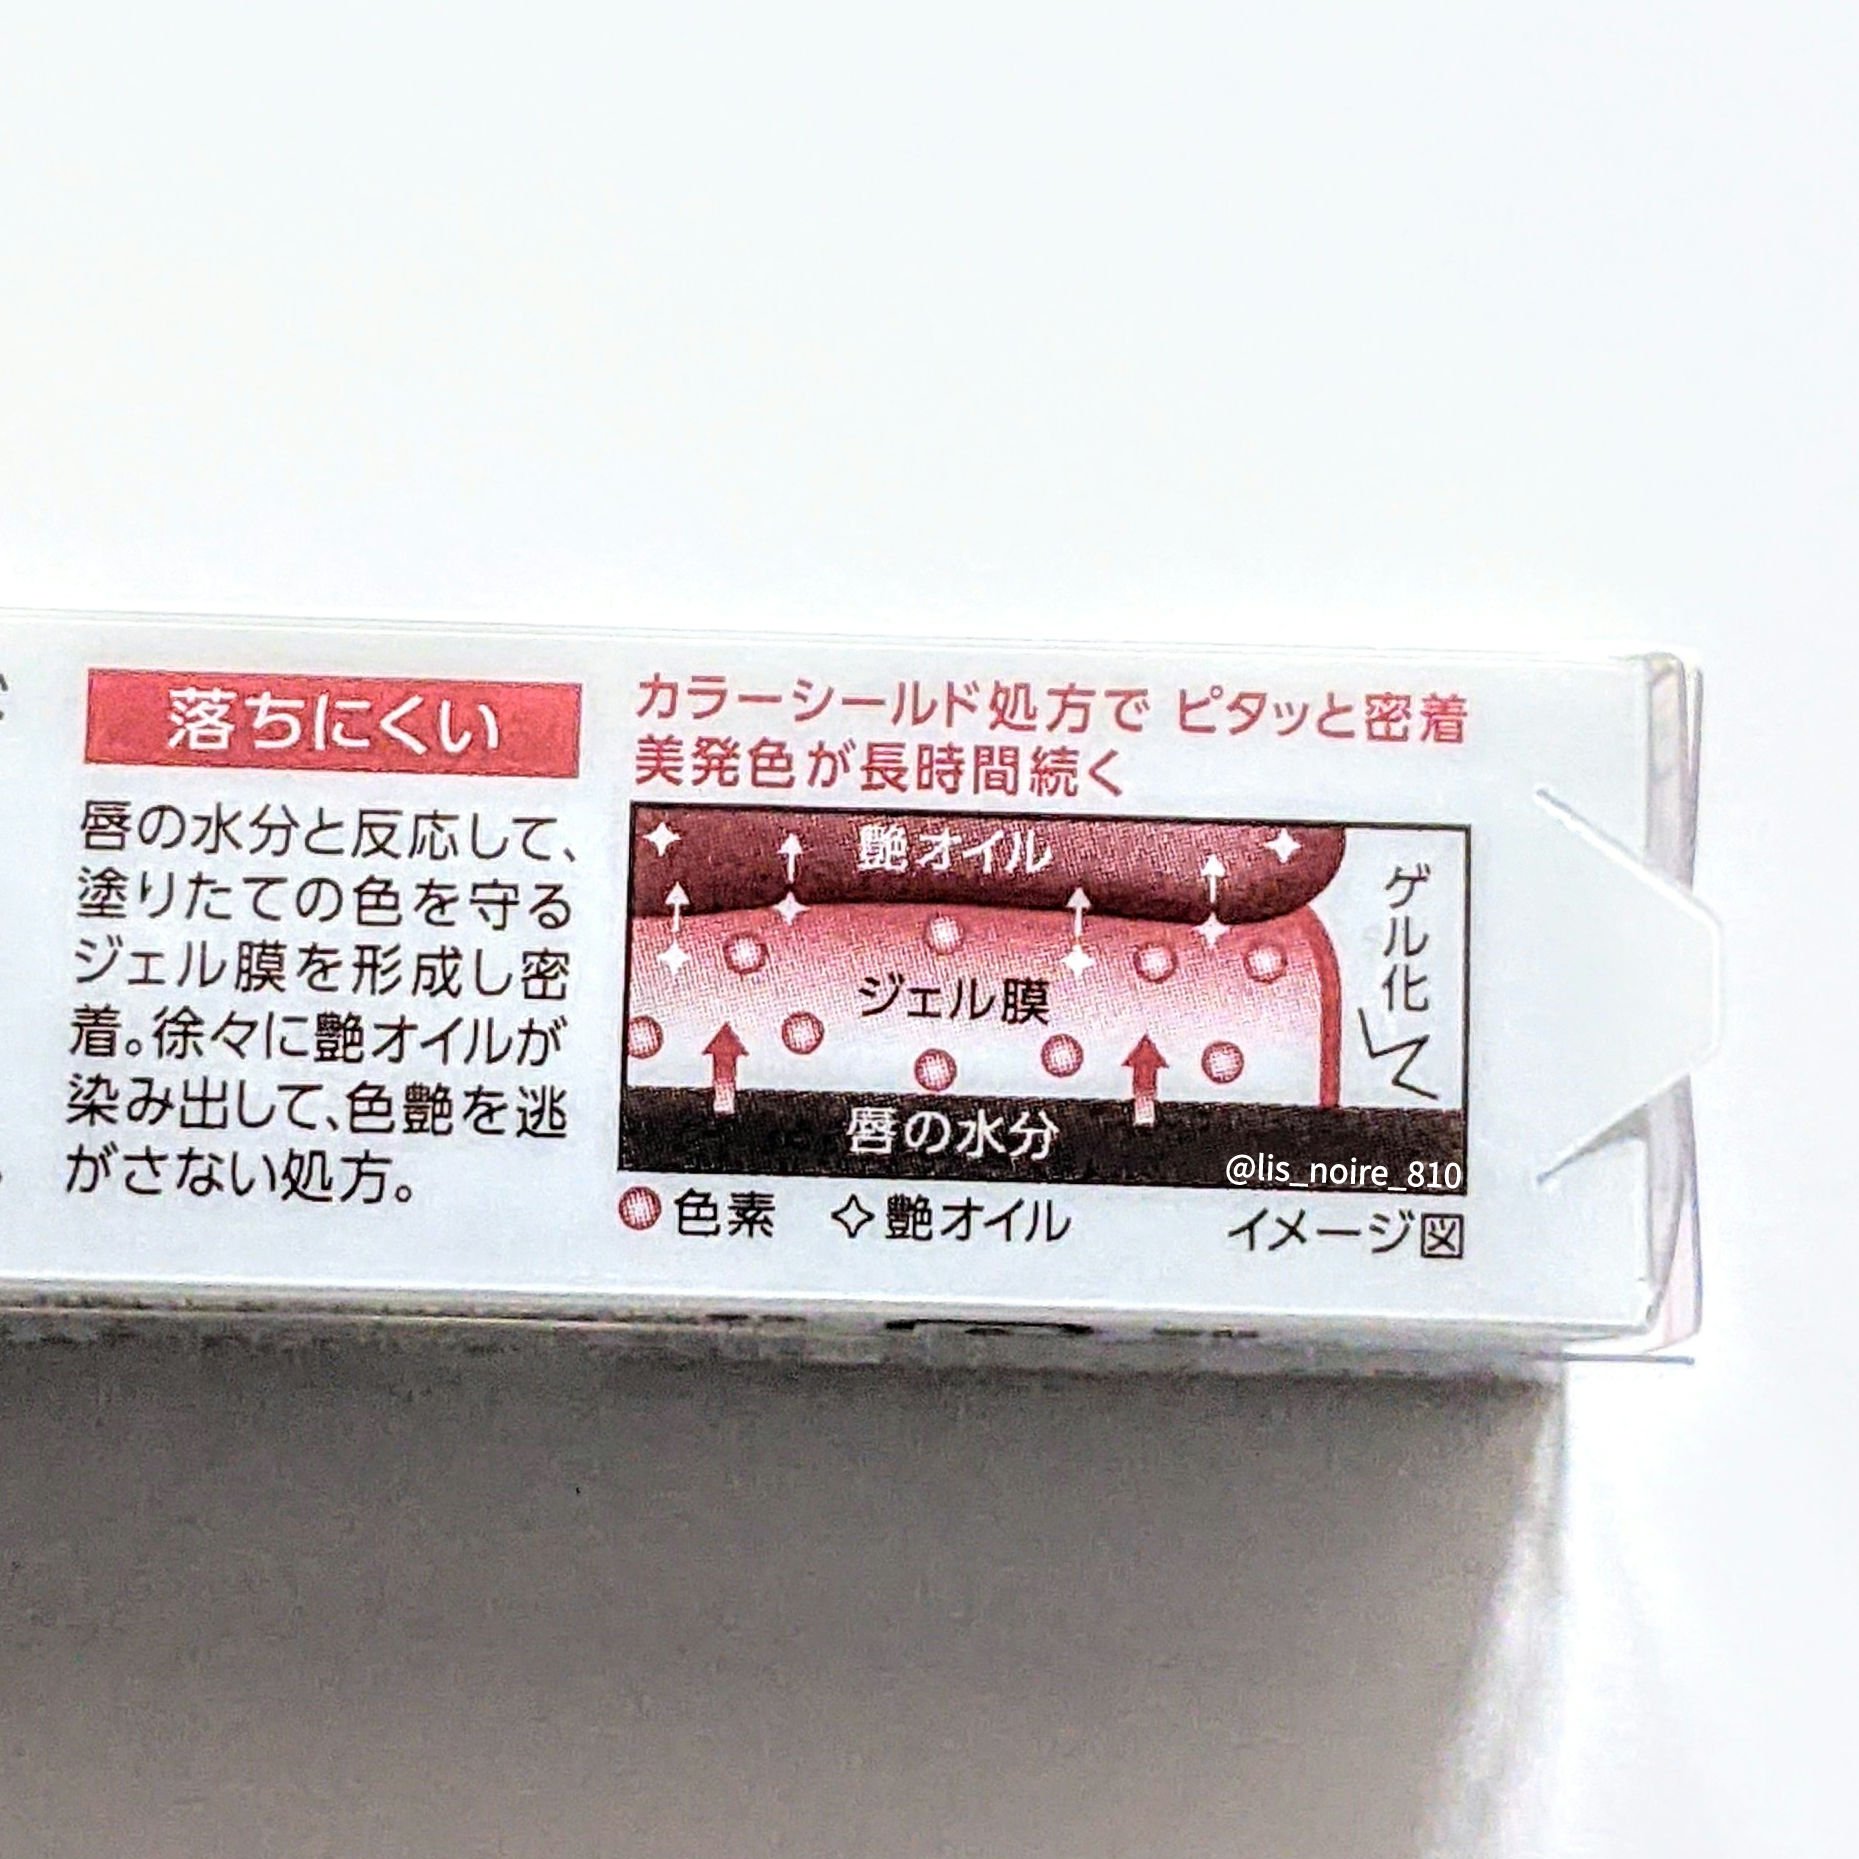 落ちにくい
唇の水分と反応して、
塗りたての色を守る
ジェル膜を形成し密
着。徐々に艶オイルが
染み出して、色艶を逃
がさない処方。
カラーシールド処方で ピタッと密着
美発色が長時間続く
艶オイル
ゲル化
ジェル膜
唇の水分
@lis_noire_810
色素 艶オイル イメージ図